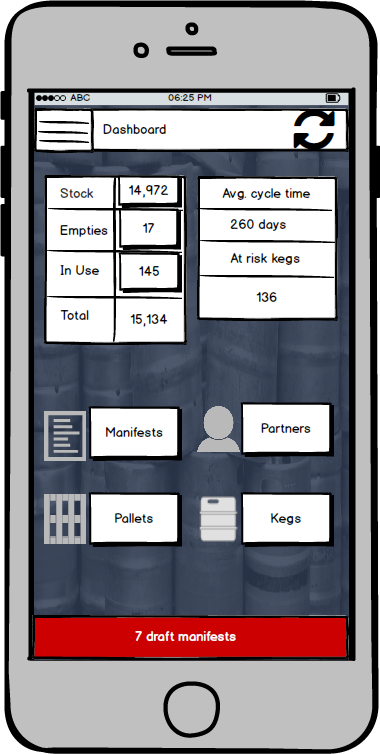 ABC 06:25 PM
Dashboard
Stock 14,972
Empties 17
In Use 145
Total 15,134
Avg. cycle time
260 days
At risk kegs
136
Manifests
Partners
Pallets
Kegs
7 draft manifests